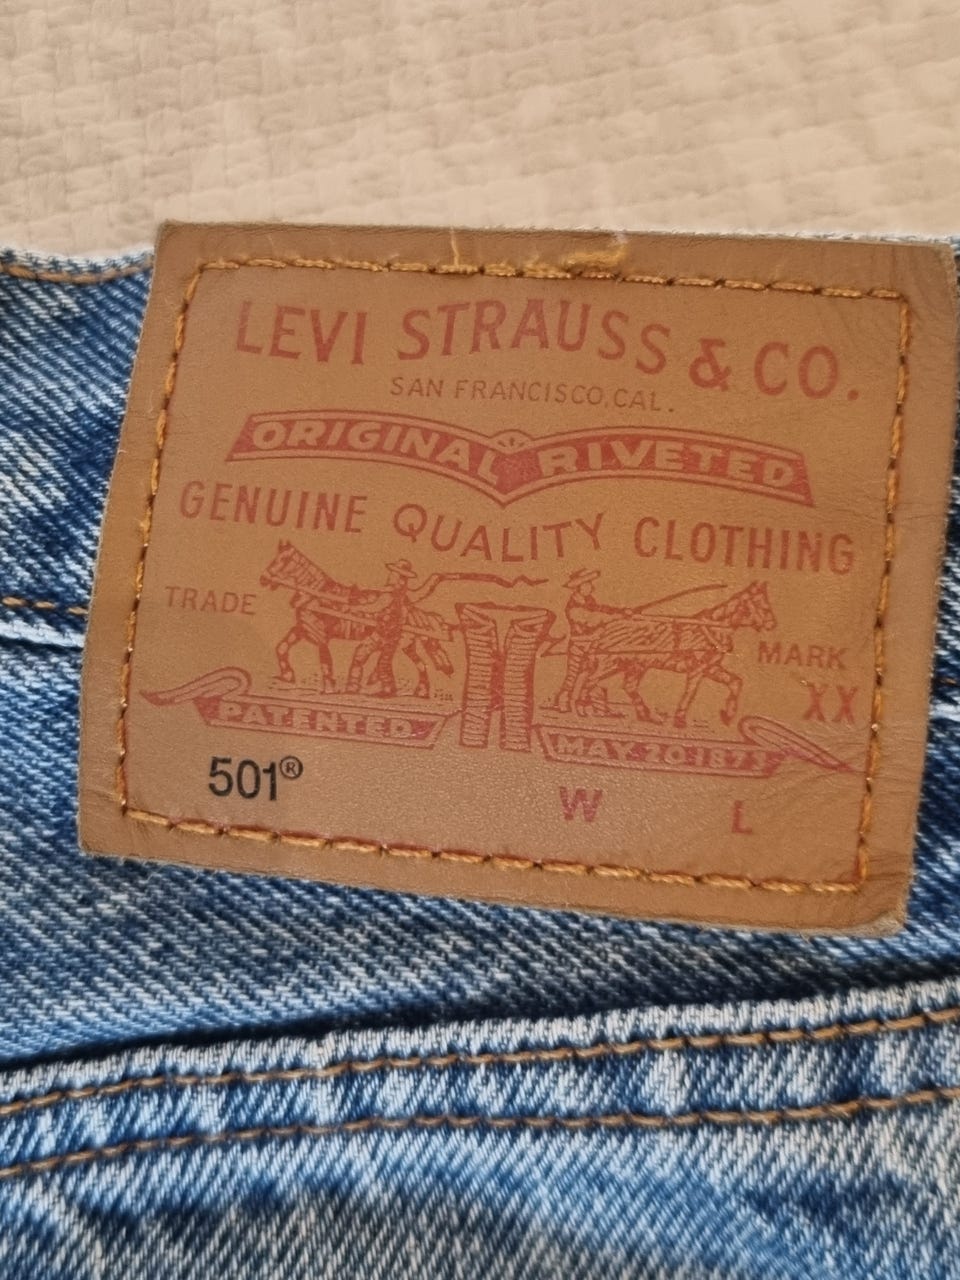 LEVI STRAUSS & CO.
SAN FRANCISCO, CAL.
ORIGINAL RIVETED
GENUINE QUALITY CLOTHING
TRADE MARK
XX
PATENTED MAY 20 1873
501®
W L